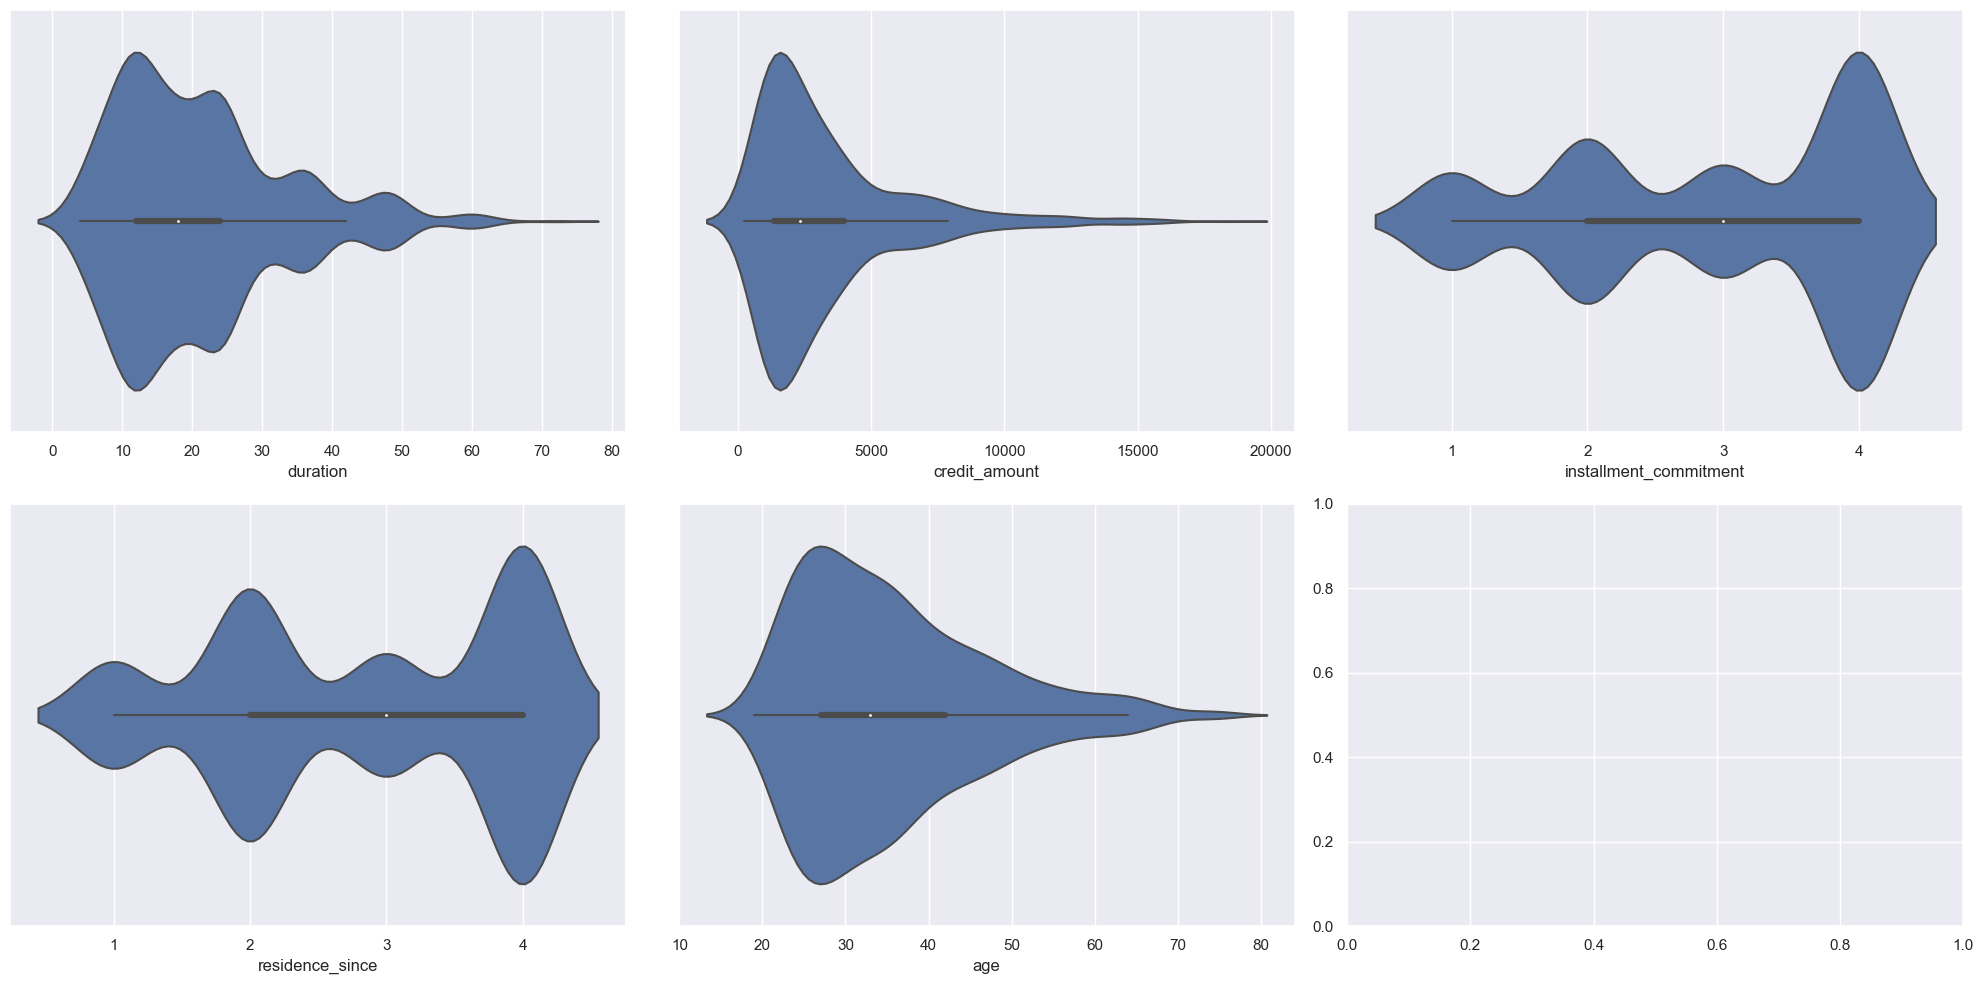 0 10 20 30 40 50 60 70 80
duration
0 5000 10000 15000 20000
credit_amount
1 2 3 4
installment_commitment
1 2 3 4
residence_since
10 20 30 40 50 60 70 80
age
1.0
0.8
0.6
0.4
0.2
0.0
0.0 0.2 0.4 0.6 0.8 1.0